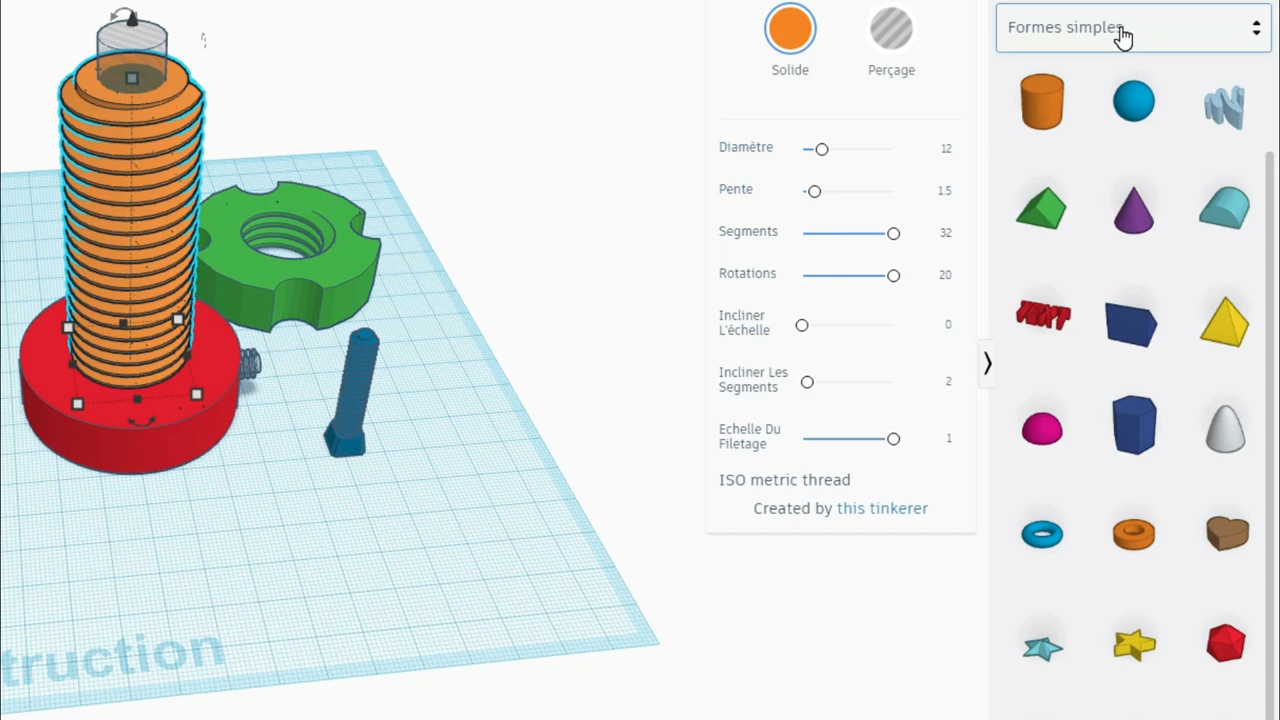 Formes simples
Solide
Perçage
Diamètre 12
Pente 1.5
Segments 32
Rotations 20
Incliner
L'échelle 0
Incliner Les
Segments 2
Echelle Du
Filetage 1
ISO metric thread
Created by this tinkerer
TEXT
truction